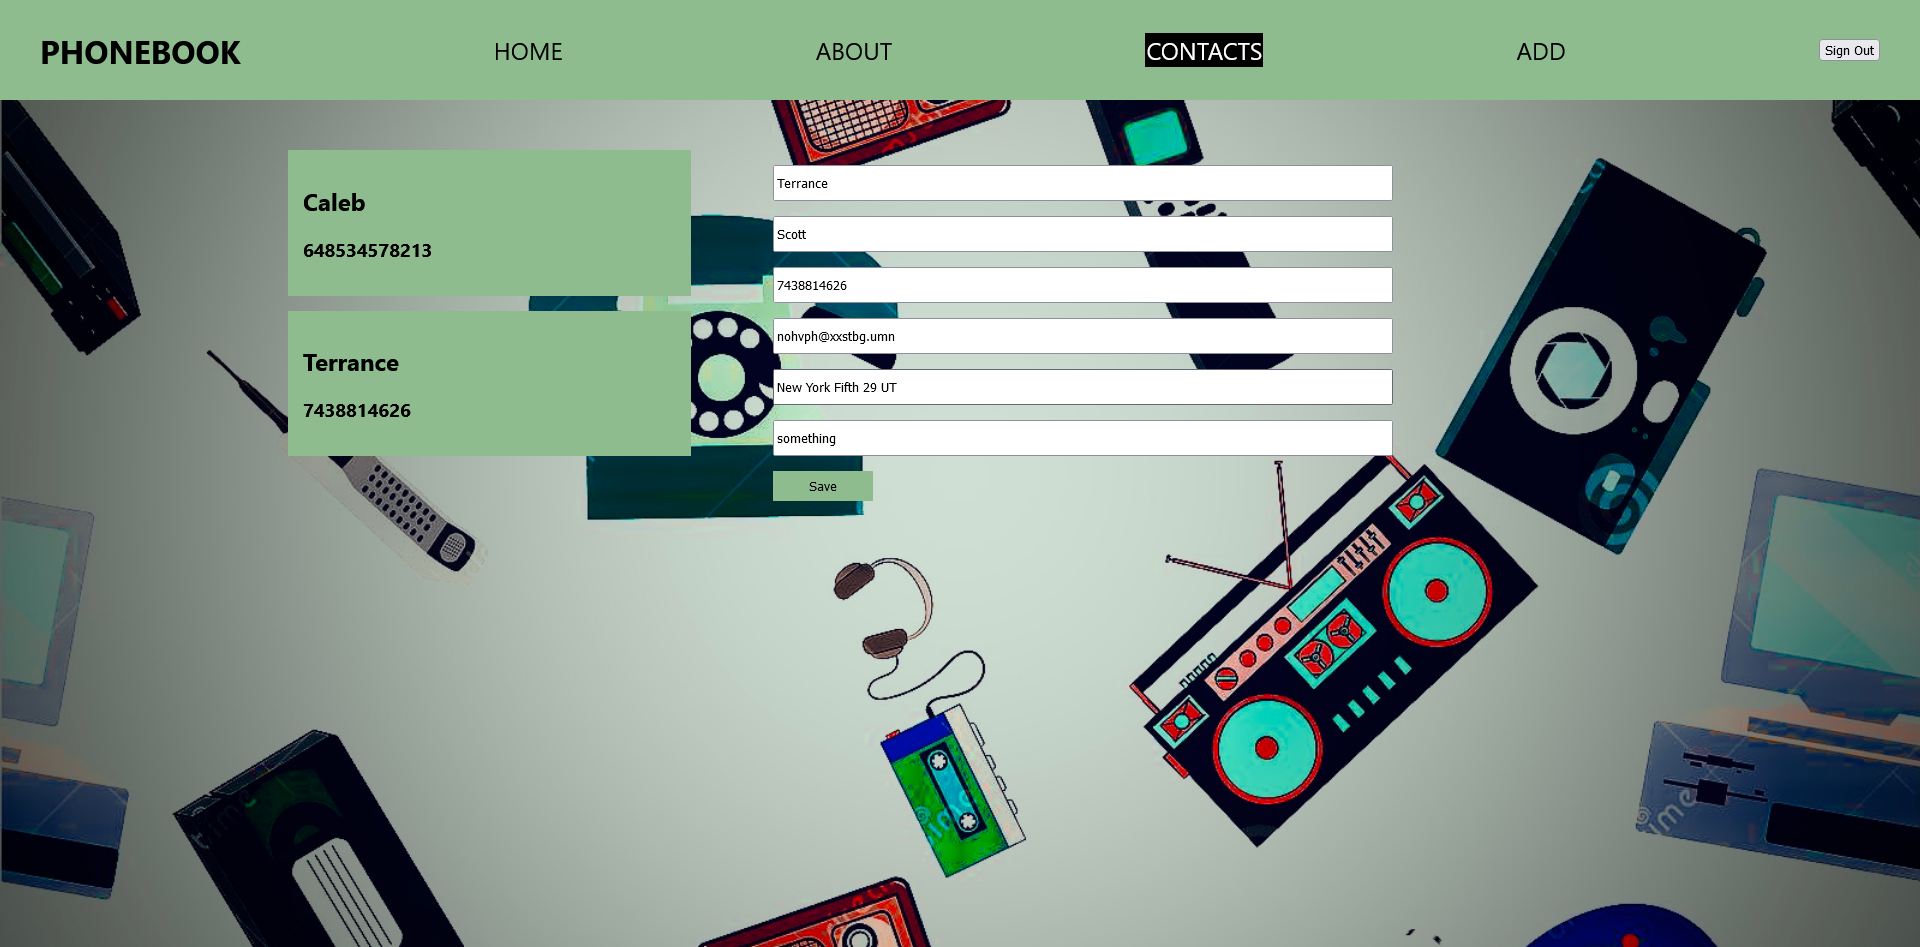 PHONEBOOK
HOME
ABOUT
CONTACTS
ADD
Sign Out
Caleb
648534578213
Terrance
7438814626
Terrance
Scott
7438814626
nohvph@xxstbg.umn
New York Fifth 29 UT
something
Save